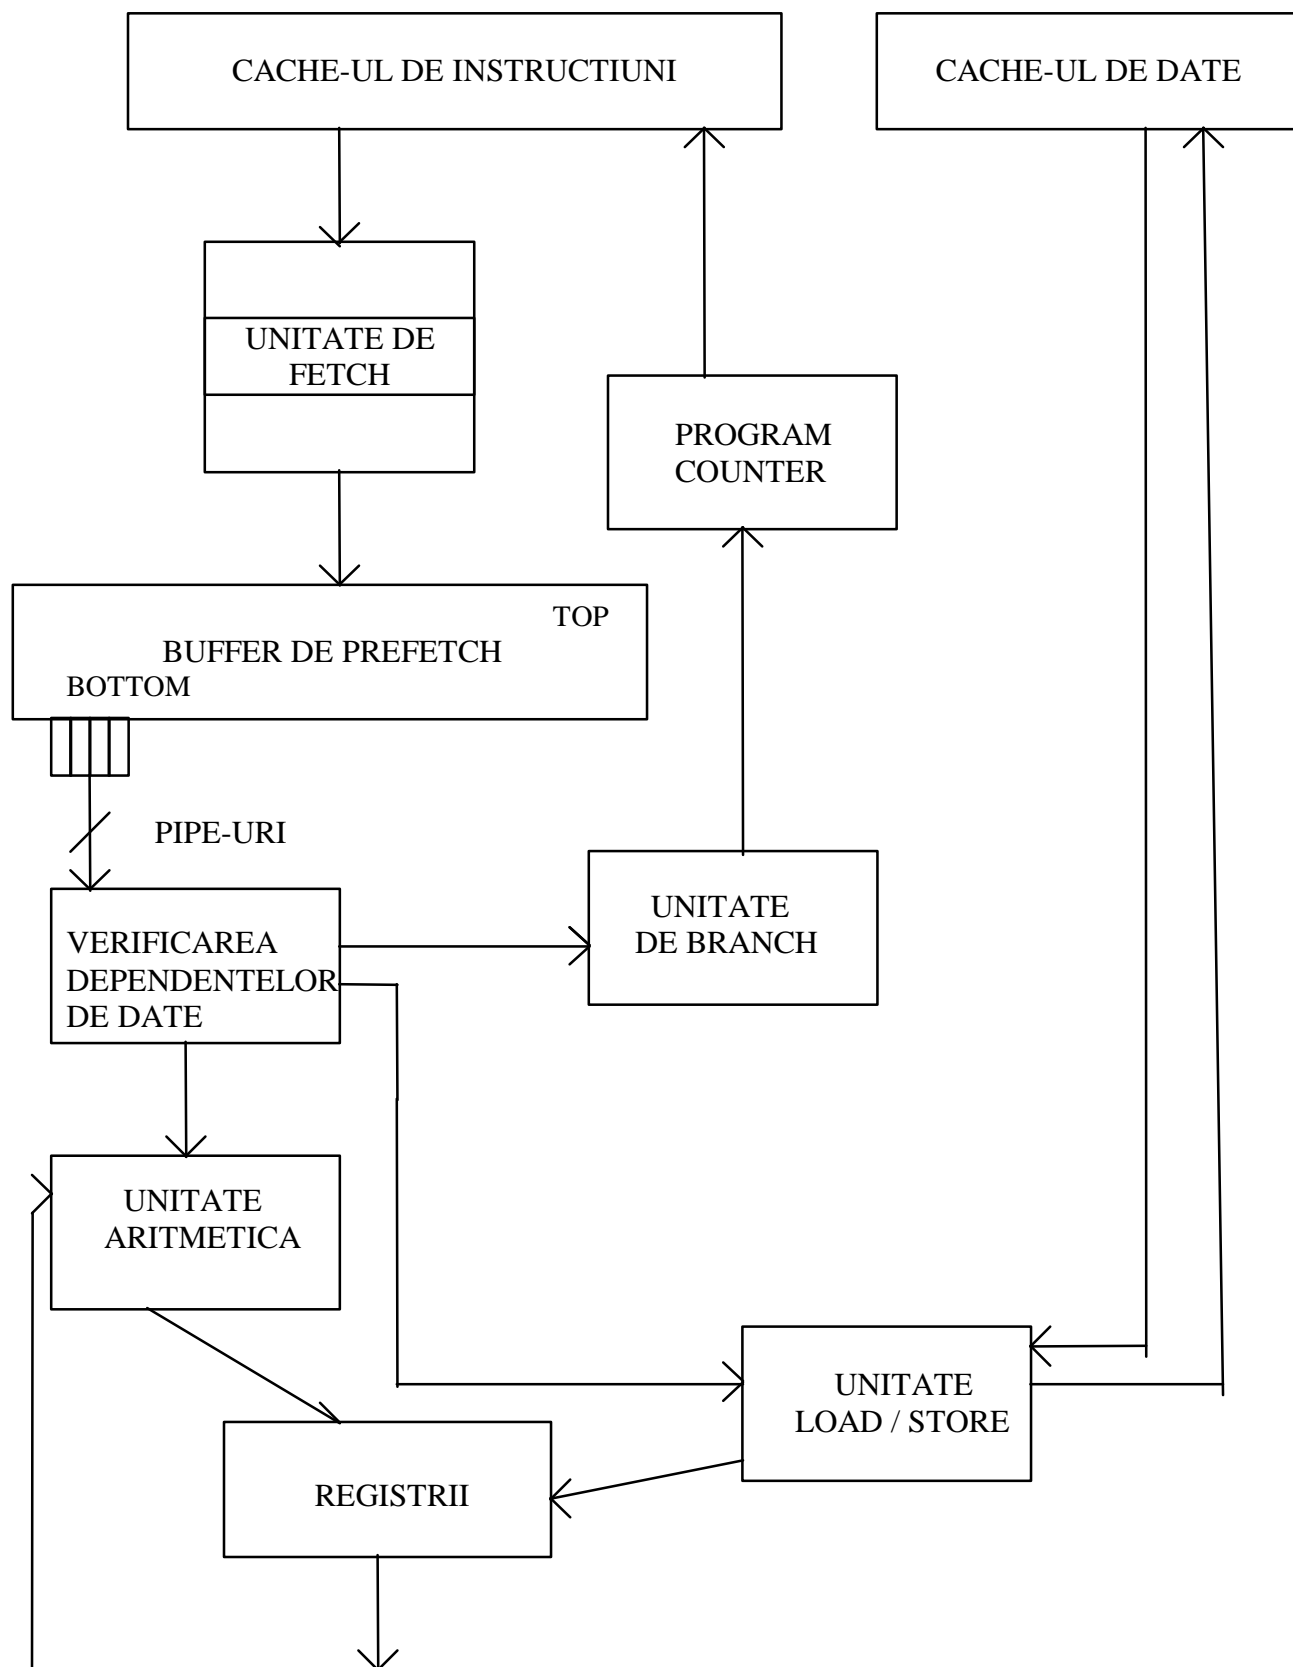 CACHE-UL DE INSTRUCTIUNI
CACHE-UL DE DATE
UNITATE DE
FETCH
PROGRAM
COUNTER
TOP
BUFFER DE PREFETCH
BOTTOM
PIPE-URI
UNITATE
DE BRANCH
VERIFICAREA
DEPENDENTELOR
DE DATE
UNITATE
ARITMETICA
UNITATE
LOAD / STORE
REGISTRII